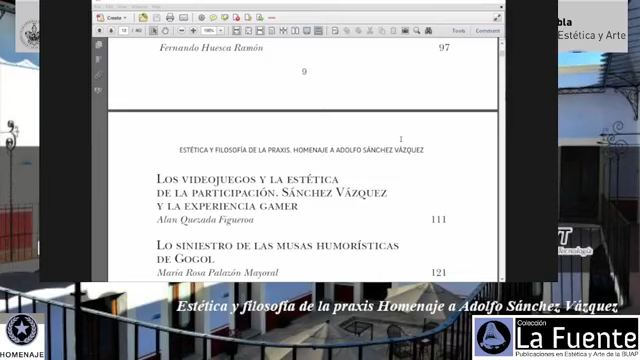 Create
bla
Estética y Arte
10
Tools
Comment
Fernando Huesca Ramón 97
9
ESTÉTICA Y FILOSOFÍA DE LA PRAXIS. HOMENAJE A ADOLFO SÁNCHEZ VÁZQUEZ
LOS VIDEOJUEGOS Y LA ESTÉTICA
DE LA PARTICIPACIÓN. SÁNCHEZ VÁZQUEZ
Y LA EXPERIENCIA GAMER
Alan Quezada Figueroa 111
LO SINIESTRO DE LAS MUSAS HUMORÍSTICAS
DE GOGOL
María Rosa Palazón Mayoral 121
Estética y filosofía de la praxis Homenaje a Adolfo Sánchez Vázquez
HOMENAJE
Colección
La Fuente
Publicaciones en Estética y Arte de la BUAP